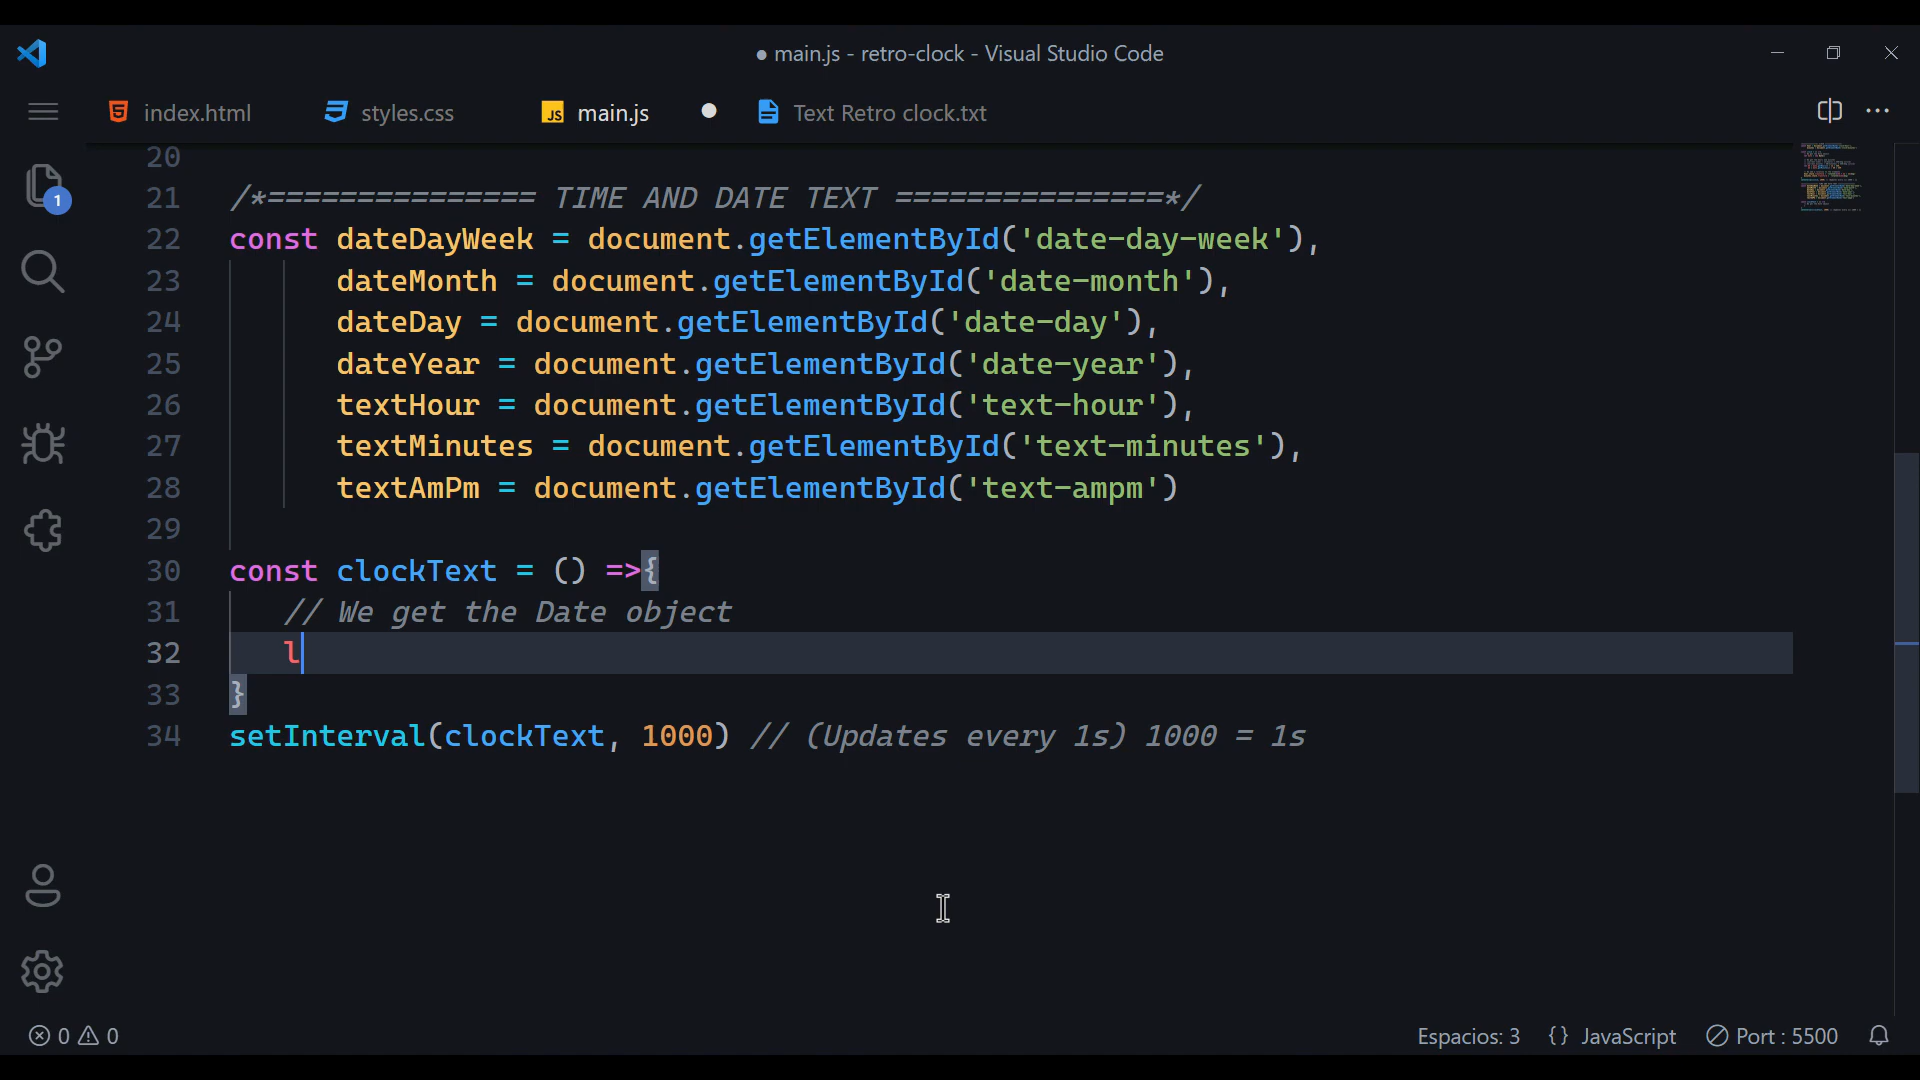 ● main.js - retro-clock - Visual Studio Code
index.html
styles.css
JS main.js
Text Retro clock.txt
20
21 /*=============== TIME AND DATE TEXT ===============*/
22 const dateDayWeek = document.getElementById('date-day-week'),
23 dateMonth = document.getElementById('date-month'),
24 dateDay = document.getElementById('date-day'),
25 dateYear = document.getElementById('date-year'),
26 textHour = document.getElementById('text-hour'),
27 textMinutes = document.getElementById('text-minutes'),
28 textAmPm = document.getElementById('text-ampm')
29
30 const clockText = () =>{
31 // We get the Date object
32 l
33 }
34 setInterval(clockText, 1000) // (Updates every 1s) 1000 = 1s
1
0 0
Espacios: 3
{} JavaScript
Port : 5500